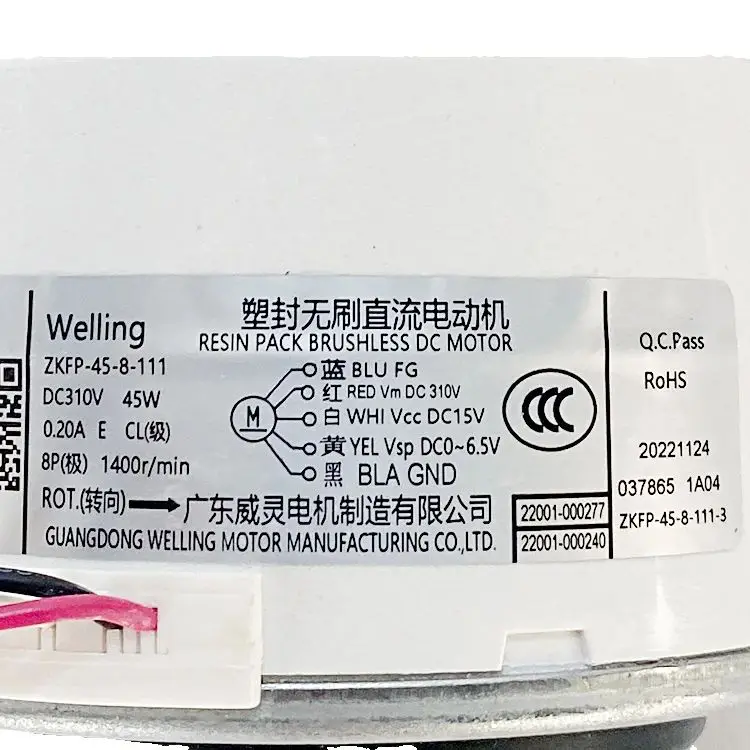 Welling
ZKFP-45-8-111
DC310V 45W
0.20A E CL(级)
8P(极) 1400r/min
ROT.(转向)
塑封无刷直流电动机
RESIN PACK BRUSHLESS DC MOTOR
M
蓝 BLU FG
红 RED Vm DC 310V
白 WHI Vcc DC15V
黄 YEL Vsp DC0~6.5V
黑 BLA GND
广东威灵电机制造有限公司
GUANGDONG WELLING MOTOR MANUFACTURING CO.,LTD.
CCC
22001-000277
22001-000240
Q.C.Pass
RoHS
20221124
037865 1A04
ZKFP-45-8-111-3